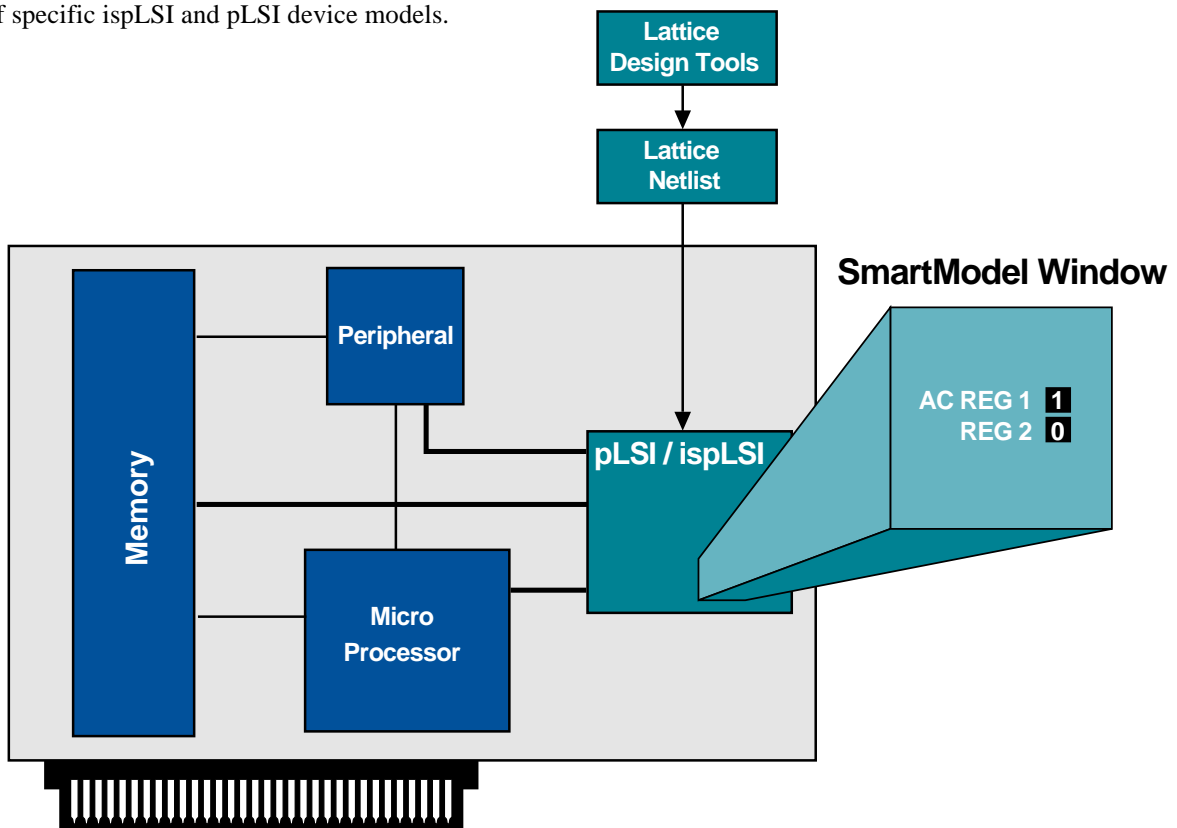 specific ispLSI and pLSI device models.
Lattice
Design Tools
Lattice
Netlist
SmartModel Window
Peripheral
AC REG 1 1
REG 2 0
pLSI / ispLSI
Memory
Micro
Processor